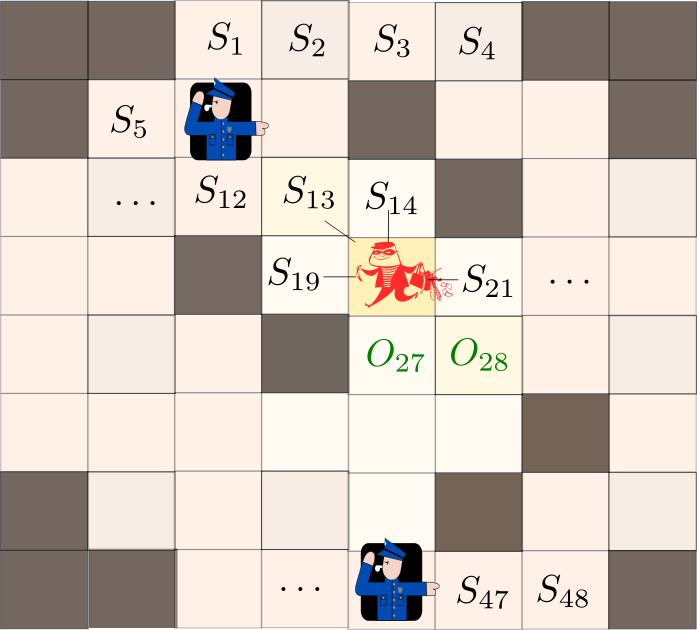 S₁ S₂ S₃ S₄
S₅
... S₁₂ S₁₃ S₁₄
S₁₉ S₂₁ ...
O₂₇ O₂₈
... S₄₇ S₄₈